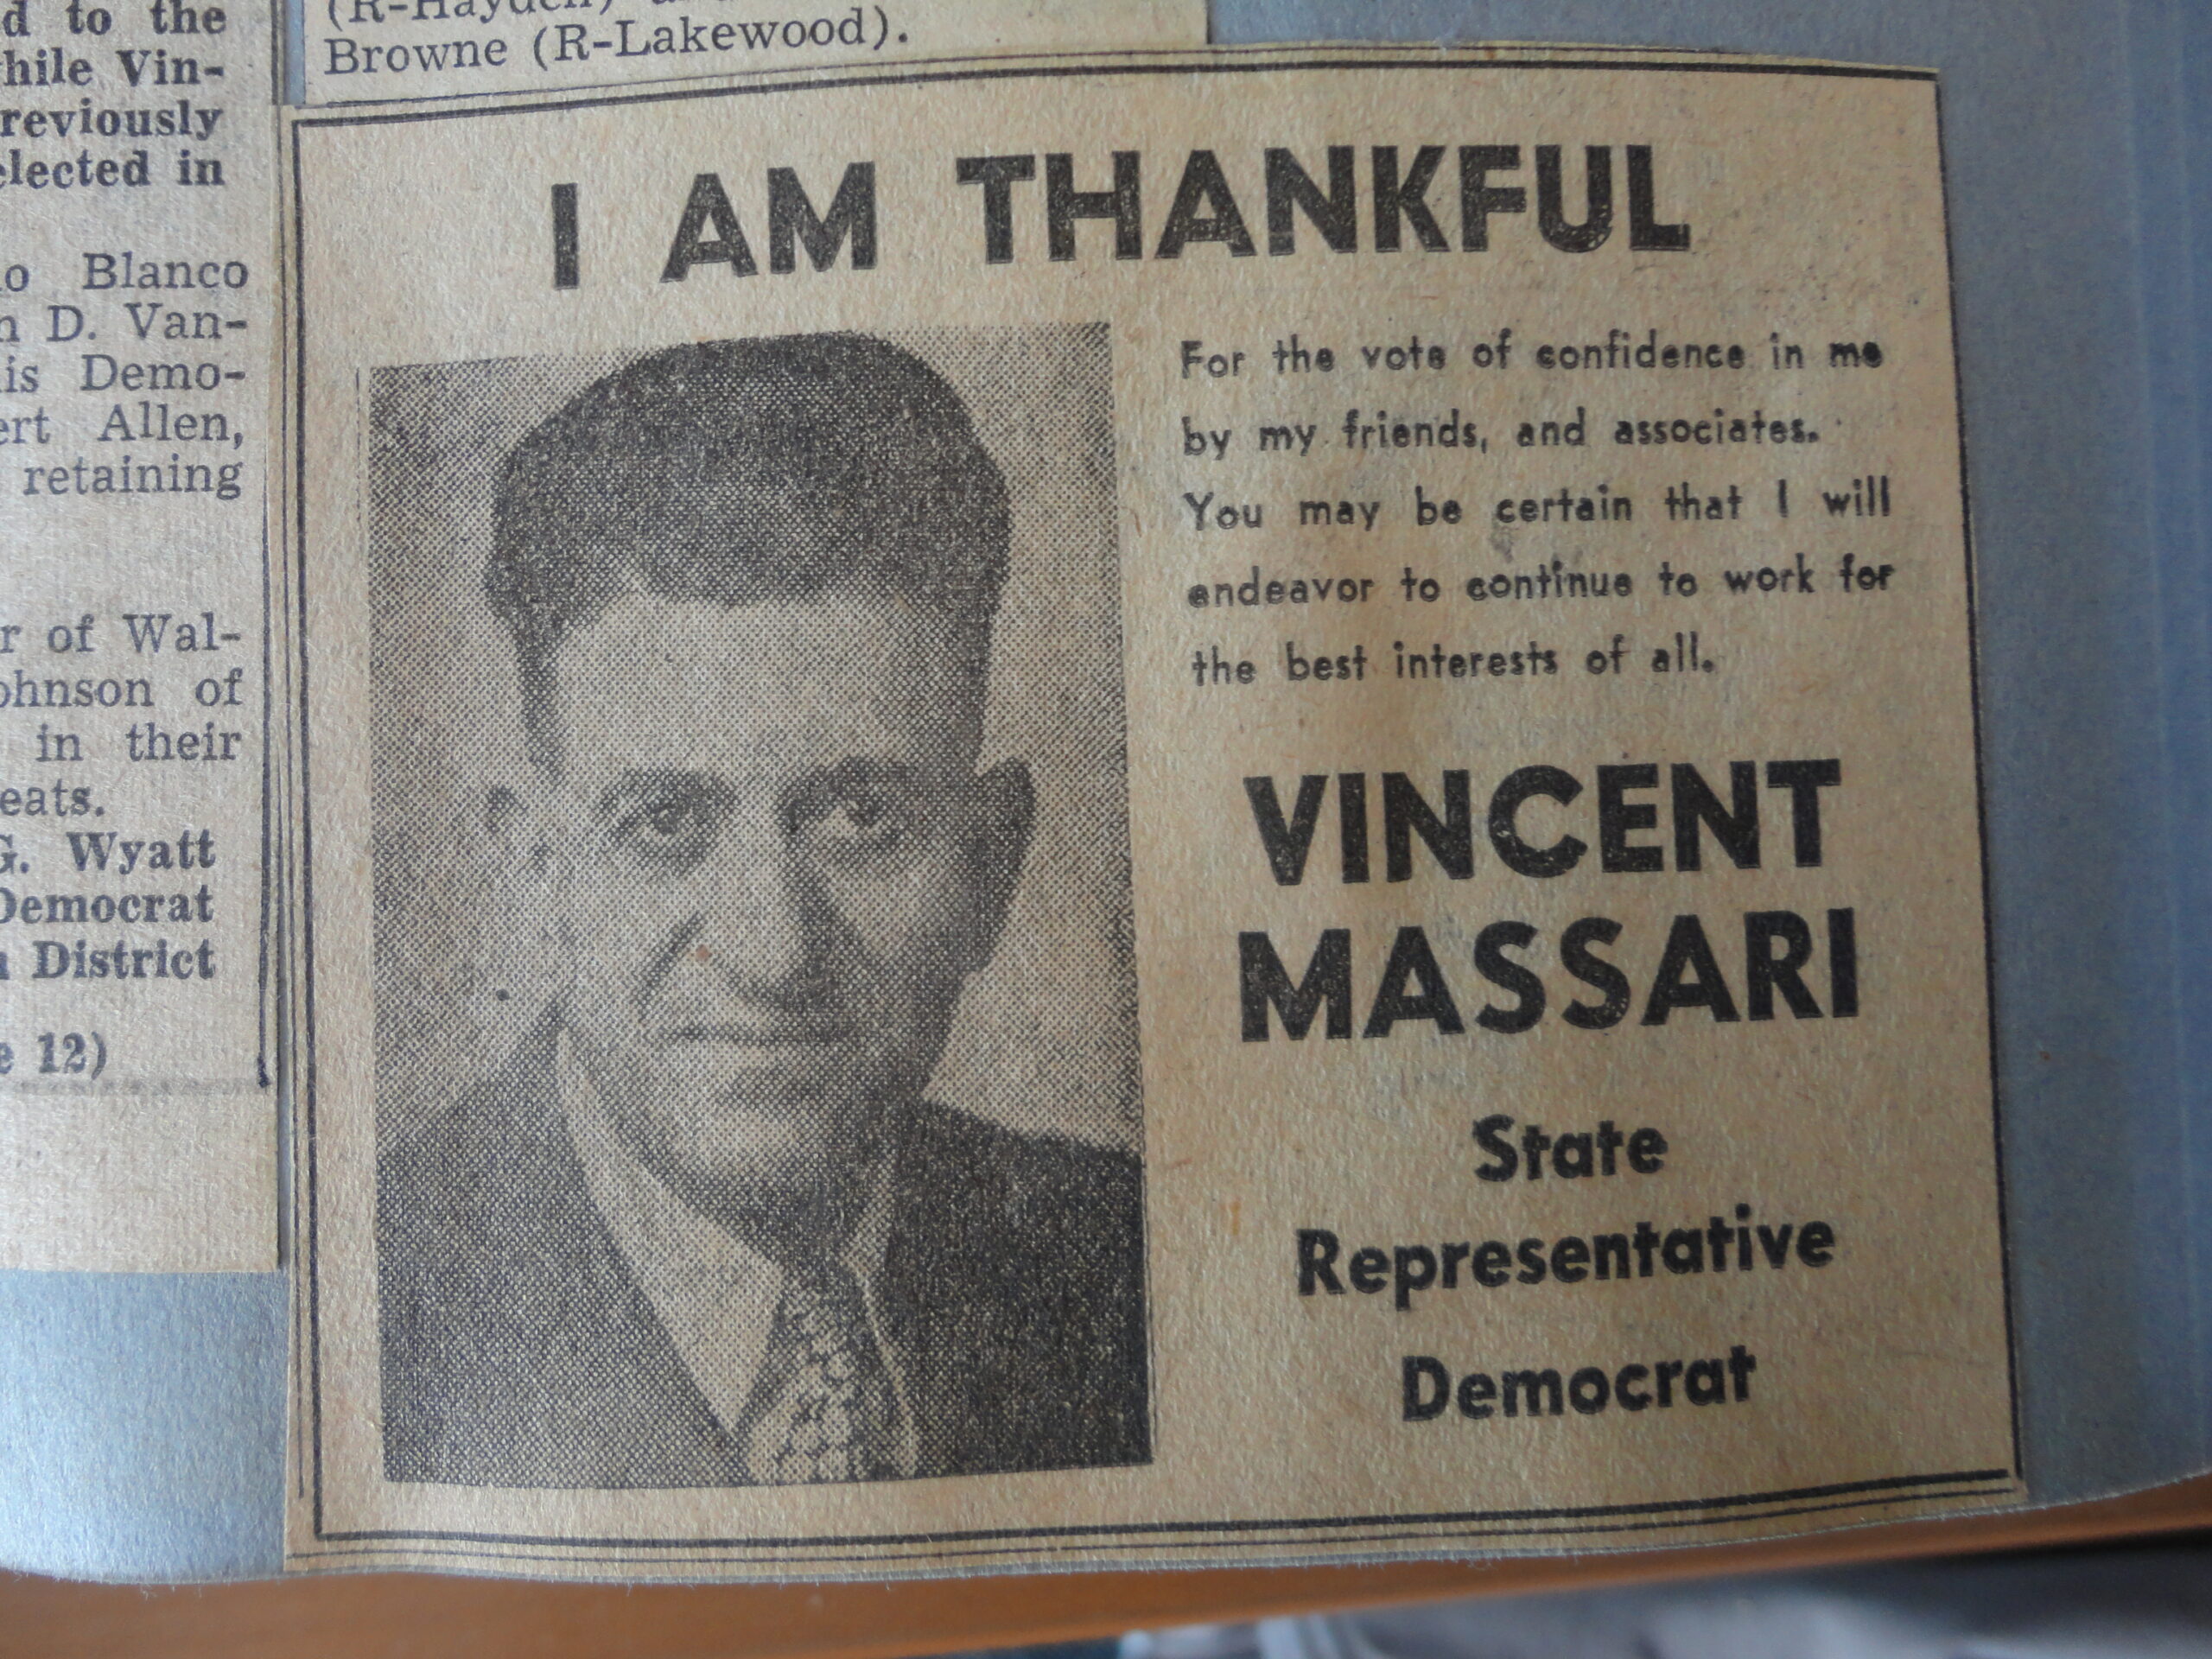 d to the
hile Vin-
reviously
elected in
o Blanco
n D. Van-
is Demo-
ert Allen,
retaining
r of Wal-
ohnson of
in their
eats.
G. Wyatt
Democrat
District
12)
(R-Hayden)
Browne (R-Lakewood).
I AM THANKFUL
For the vote of confidence in me
by my friends, and associates.
You may be certain that I will
endeavor to continue to work for
the best interests of all.
VINCENT
MASSARI
State
Representative
Democrat